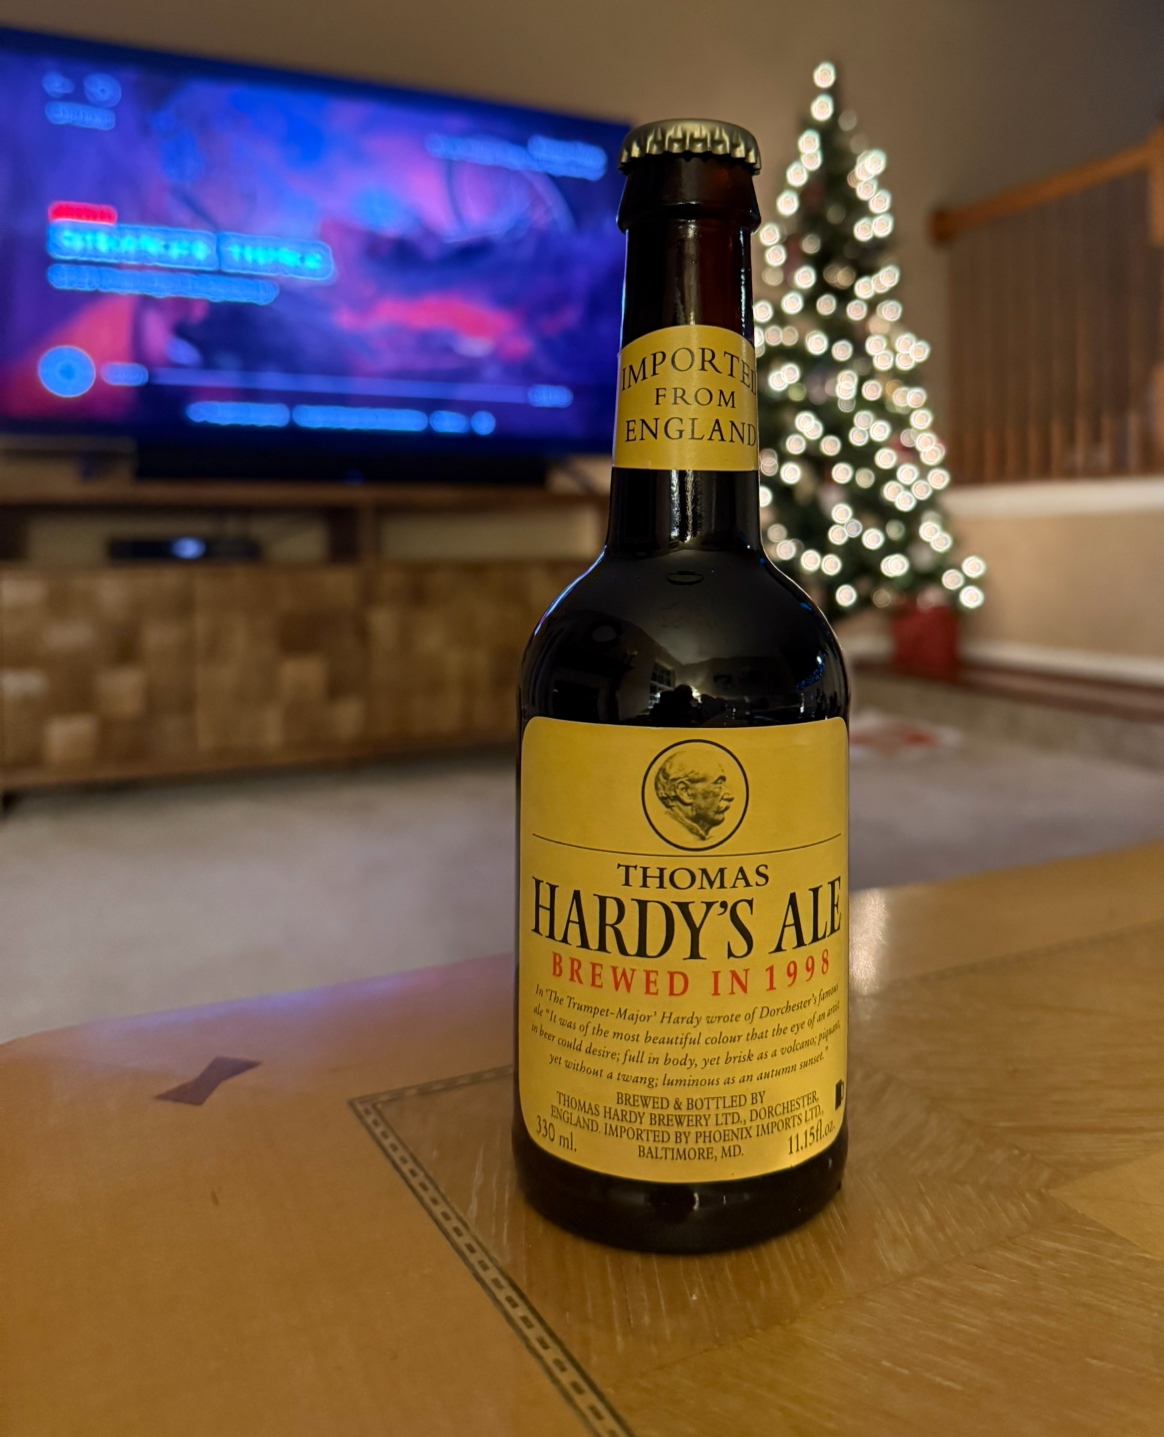 IMPORTED
FROM
ENGLAND
THOMAS
HARDY'S ALE
BREWED IN 1998
In 'The Trumpet-Major' Hardy wrote of Dorchester's famous
ale "It was of the most beautiful colour that the eye of an artist
in beer could desire; full in body, yet brisk as a volcano; piquant,
yet without a twang; luminous as an autumn sunset."
BREWED & BOTTLED BY
THOMAS HARDY BREWERY LTD., DORCHESTER,
ENGLAND. IMPORTED BY PHOENIX IMPORTS LTD.,
330 ml. BALTIMORE, MD. 11.15fl.oz.